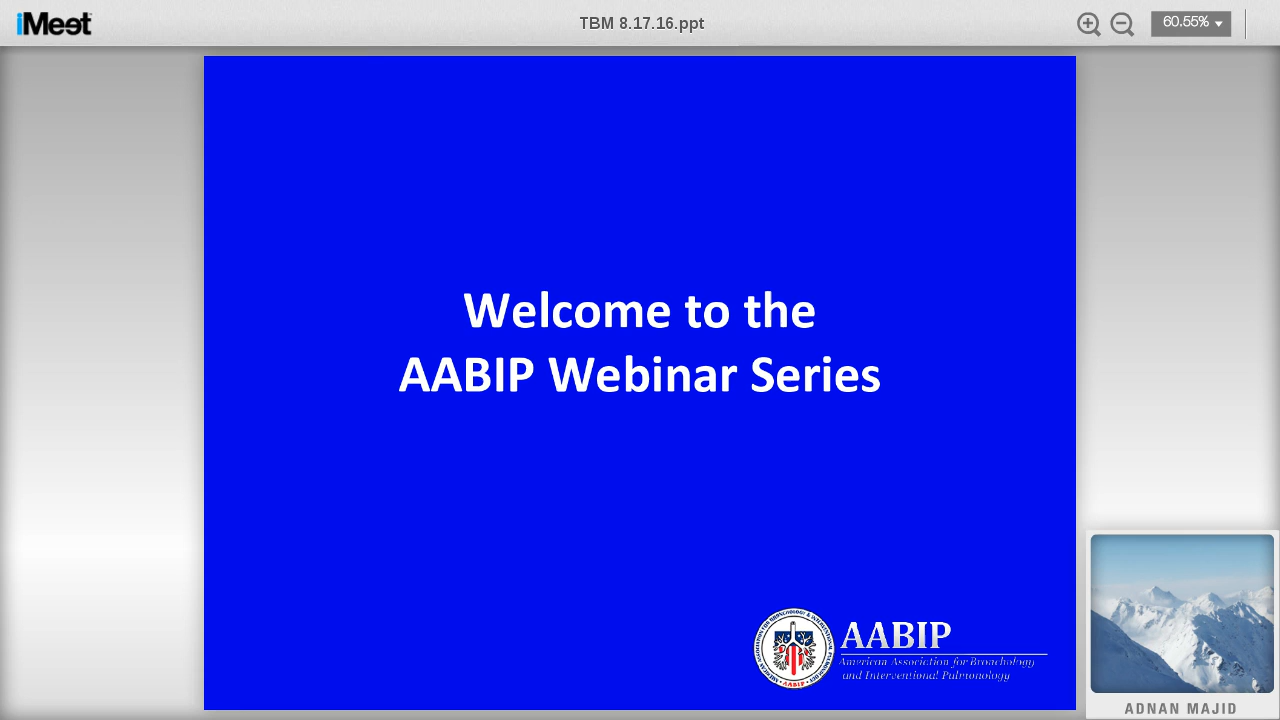 iMeet
TBM 8.17.16.ppt
60.55%
Welcome to the
AABIP Webinar Series
AABIP
American Association for Bronchology
and Interventional Pulmonology
AABIP
ADNAN MAJID